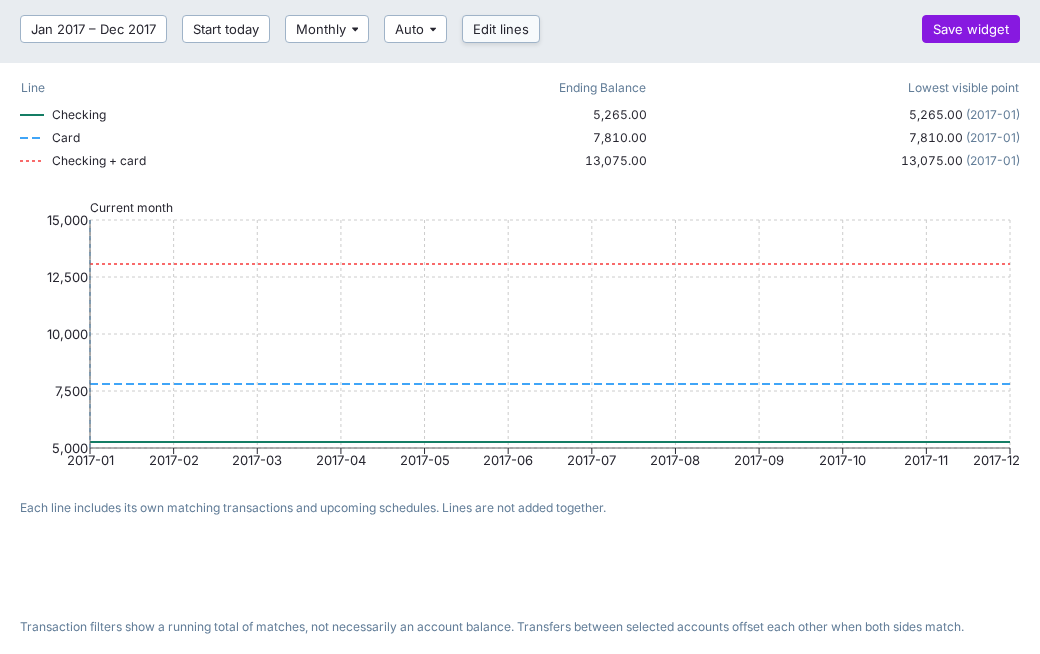 Jan 2017 – Dec 2017 Start today Monthly Auto Edit lines Save widget
Line Ending Balance Lowest visible point
Checking 5,265.00 5,265.00 (2017-01)
Card 7,810.00 7,810.00 (2017-01)
Checking + card 13,075.00 13,075.00 (2017-01)
Current month
15,000
12,500
10,000
7,500
5,000
2017-01 2017-02 2017-03 2017-04 2017-05 2017-06 2017-07 2017-08 2017-09 2017-10 2017-11 2017-12
Each line includes its own matching transactions and upcoming schedules. Lines are not added together.
Transaction filters show a running total of matches, not necessarily an account balance. Transfers between selected accounts offset each other when both sides match.